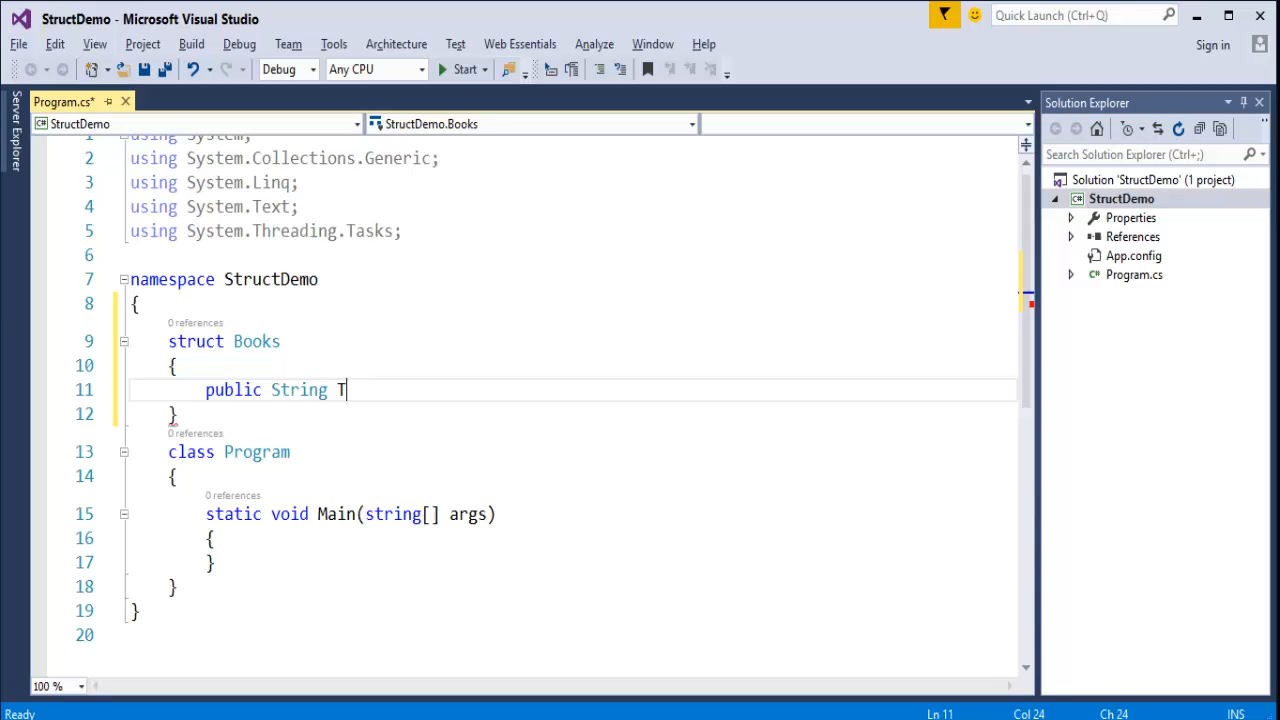 StructDemo - Microsoft Visual Studio
Quick Launch (Ctrl+Q)
File Edit View Project Build Debug Team Tools Architecture Test Web Essentials Analyze Window Help
Sign in
Debug Any CPU Start
Server Explorer
Program.cs*
StructDemo StructDemo.Books
1 using System;
2 using System.Collections.Generic;
3 using System.Linq;
4 using System.Text;
5 using System.Threading.Tasks;
6
7 namespace StructDemo
8 {
0 references
9 struct Books
10 {
11 public String T
12 }
0 references
13 class Program
14 {
0 references
15 static void Main(string[] args)
16 {
17 }
18 }
19 }
20
100 %
Solution Explorer
Search Solution Explorer (Ctrl+;)
Solution 'StructDemo' (1 project)
C# StructDemo
Properties
References
App.config
C# Program.cs
Ready Ln 11 Col 24 Ch 24 INS